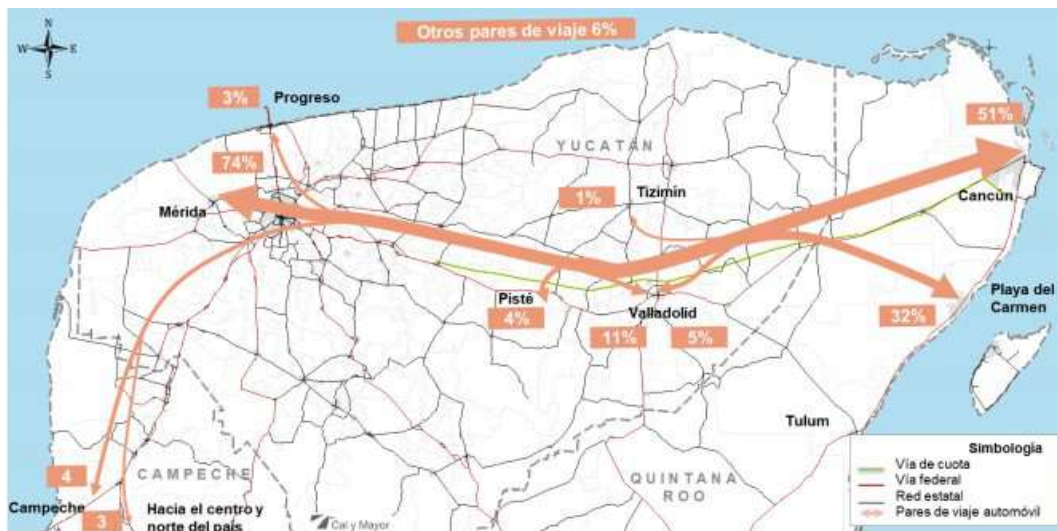 N
W
E
S
Otros pares de viaje 6%
3%
Progreso
51%
YUCATÁN
74%
Tizimín
1%
Mérida
Cancún
Playa del
Carmen
Pisté
4%
Valladolid
32%
11%
5%
Tulum
Simbología
Vía de cuota
Vía federal
Red estatal
Pares de viaje automóvil
4
CAMPECHE
QUINTANA
ROO
Campeche
3
Hacia el centro y
norte del país
Cal y Mayor